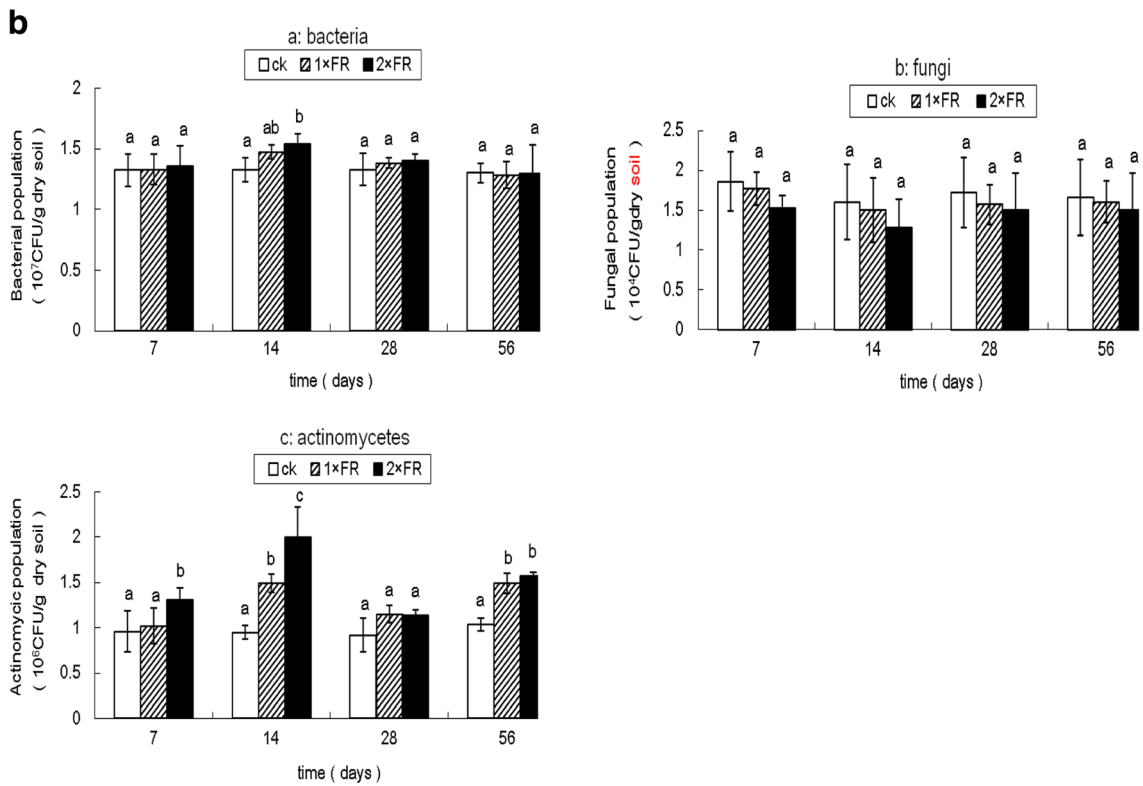 b
a: bacteria
ck 1×FR 2×FR
Bacterial population
( 10⁷CFU/g dry soil )
2
1.5
1
0.5
0
a a a
a ab b
a a a
a a a
7 14 28 56
time ( days )
b: fungi
ck 1×FR 2×FR
Fungal population
( 10⁴CFU/gdry soil )
2.5
2
1.5
1
0.5
0
a a a
a a a
a a a
a a a
7 14 28 56
time ( days )
c: actinomycetes
ck 1×FR 2×FR
Actinomycic population
( 10⁶CFU/g dry soil )
2.5
2
1.5
1
0.5
0
a a b
a b c
a a a
a b b
7 14 28 56
time ( days )